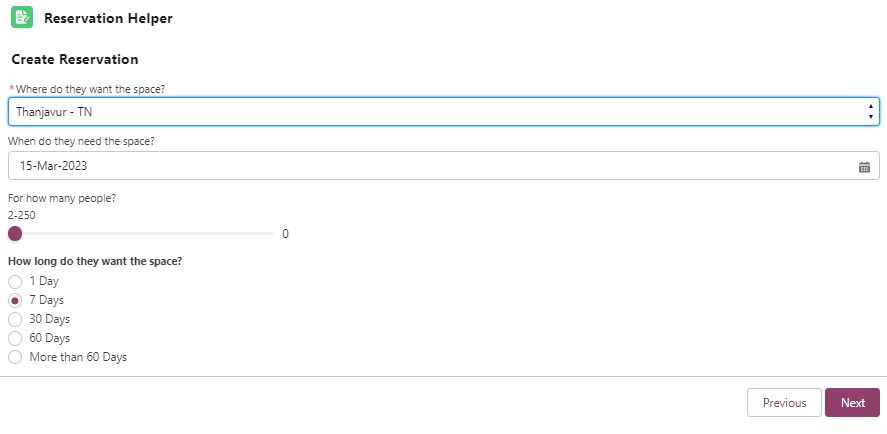 Reservation Helper
Create Reservation
*Where do they want the space?
Thanjavur - TN
When do they need the space?
15-Mar-2023
For how many people?
2-250
0
How long do they want the space?
1 Day
7 Days
30 Days
60 Days
More than 60 Days
Previous Next